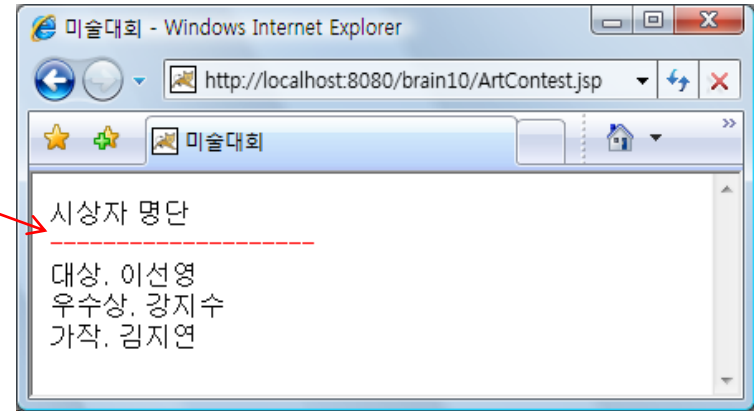 미술대회 - Windows Internet Explorer
http://localhost:8080/brain10/ArtContest.jsp
미술대회
시상자 명단
--------------------
대상. 이선영
우수상. 강지수
가작. 김지연